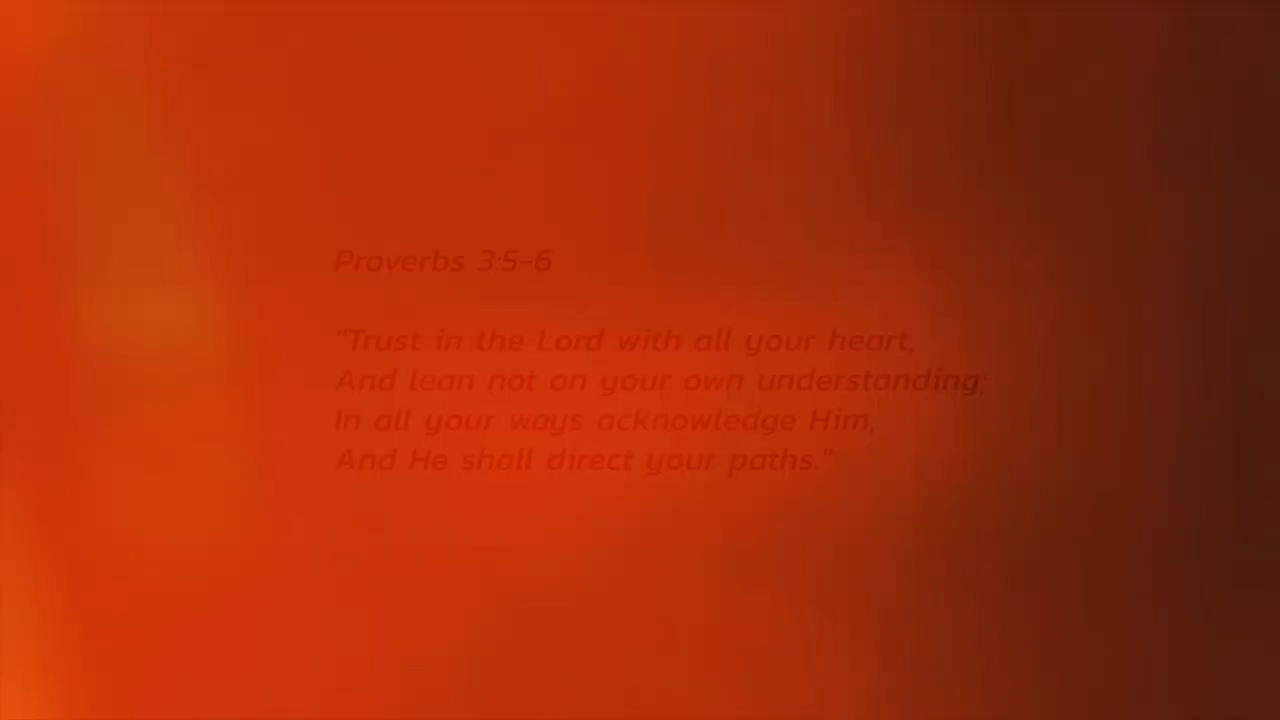 Proverbs 3:5-6
"Trust in the Lord with all your heart,
And lean not on your own understanding;
In all your ways acknowledge Him,
And He shall direct your paths."